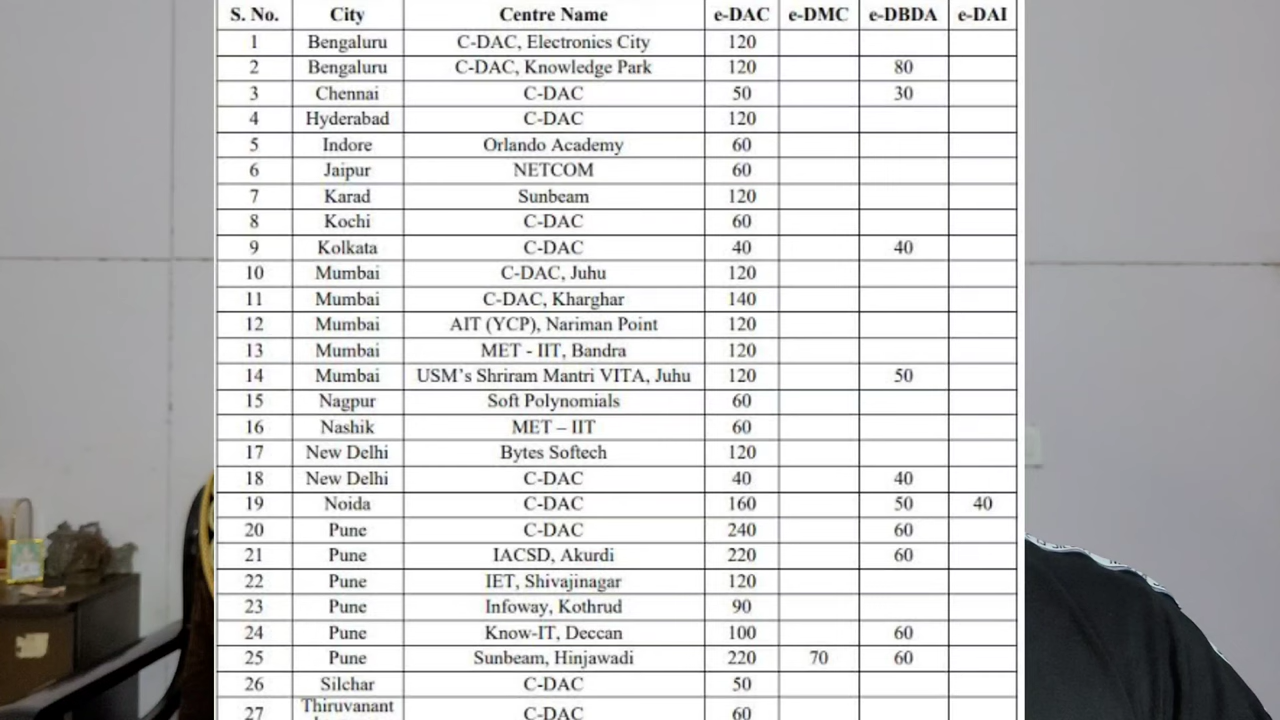 S. No. City Centre Name e-DAC e-DMC e-DBDA e-DAI
1 Bengaluru C-DAC, Electronics City 120
2 Bengaluru C-DAC, Knowledge Park 120 80
3 Chennai C-DAC 50 30
4 Hyderabad C-DAC 120
5 Indore Orlando Academy 60
6 Jaipur NETCOM 60
7 Karad Sunbeam 120
8 Kochi C-DAC 60
9 Kolkata C-DAC 40 40
10 Mumbai C-DAC, Juhu 120
11 Mumbai C-DAC, Kharghar 140
12 Mumbai AIT (YCP), Nariman Point 120
13 Mumbai MET - IIT, Bandra 120
14 Mumbai USM's Shriram Mantri VITA, Juhu 120 50
15 Nagpur Soft Polynomials 60
16 Nashik MET – IIT 60
17 New Delhi Bytes Softech 120
18 New Delhi C-DAC 40 40
19 Noida C-DAC 160 50 40
20 Pune C-DAC 240 60
21 Pune IACSD, Akurdi 220 60
22 Pune IET, Shivajinagar 120
23 Pune Infoway, Kothrud 90
24 Pune Know-IT, Deccan 100 60
25 Pune Sunbeam, Hinjawadi 220 70 60
26 Silchar C-DAC 50
27 Thiruvanant C-DAC 60